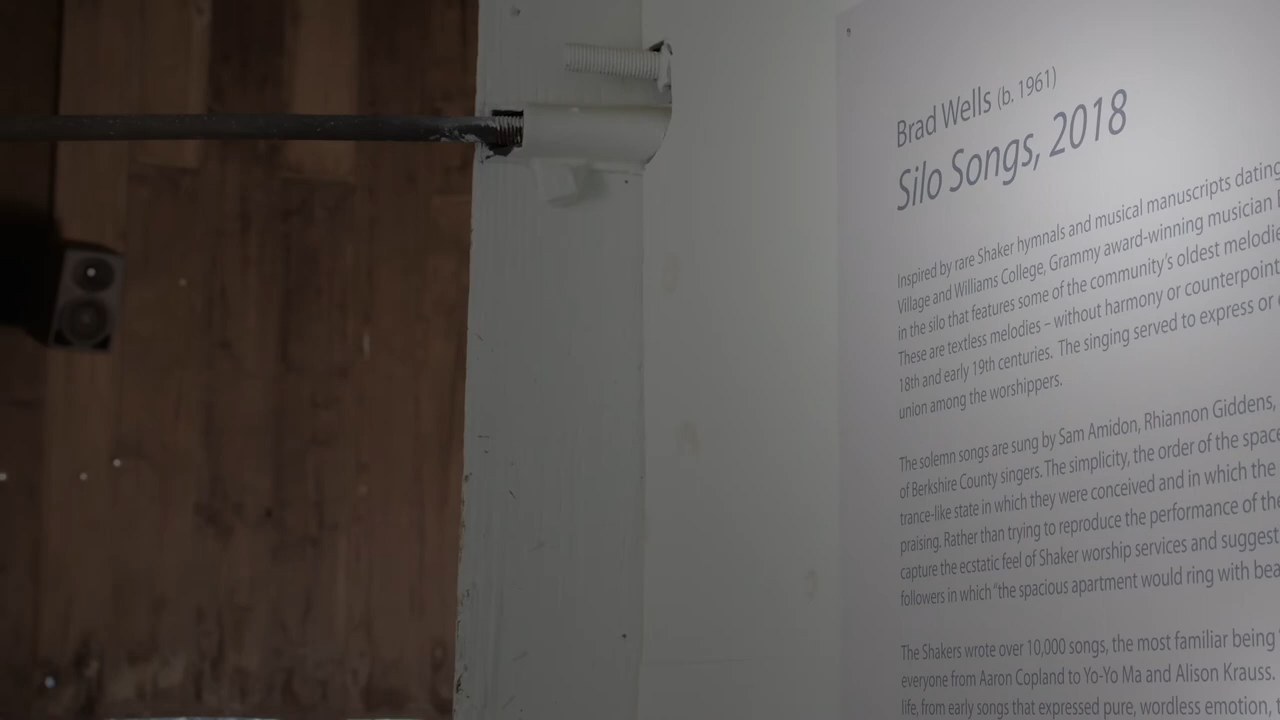 Brad Wells (b. 1961)
Silo Songs, 2018
Inspired by rare Shaker hymnals and musical manuscripts dating
Village and Williams College, Grammy award-winning musician
in the silo that features some of the community's oldest melodie
These are textless melodies – without harmony or counterpoint
18th and early 19th centuries. The singing served to express or
union among the worshippers.
The solemn songs are sung by Sam Amidon, Rhiannon Giddens,
of Berkshire County singers. The simplicity, the order of the space
trance-like state in which they were conceived and in which the
praising. Rather than trying to reproduce the performance of the
capture the ecstatic feel of Shaker worship services and suggest
followers in which "the spacious apartment would ring with bea
The Shakers wrote over 10,000 songs, the most familiar being
everyone from Aaron Copland to Yo-Yo Ma and Alison Krauss.
life, from early songs that expressed pure, wordless emotion,